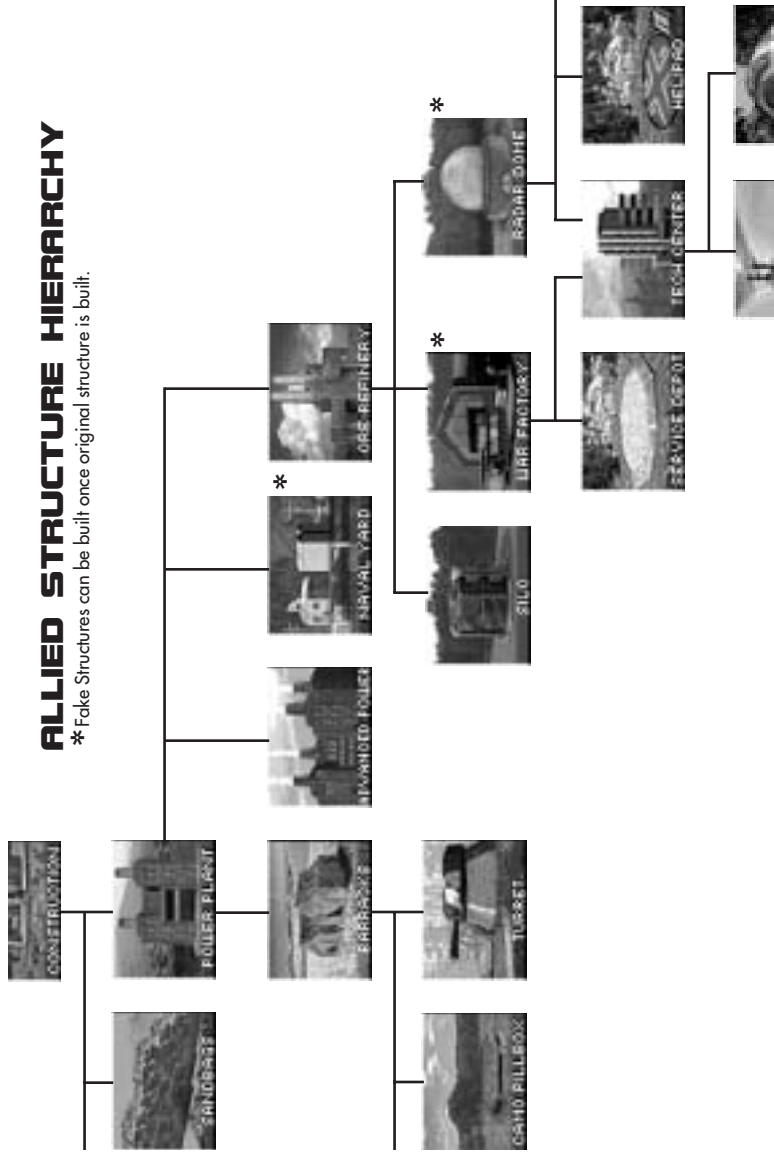 ALLIED STRUCTURE HIERARCHY
* Fake Structures can be built once original structure is built.
CONSTRUCTION
SANDBAGS
POWER PLANT
ADVANCED POWER
NAVAL YARD
*
ORE REFINERY
BARRACKS
CAMO PILLBOX
TURRET
SILO
WAR FACTORY
*
RADAR DOME
*
SERVICE DEPOT
TECH CENTER
HELIPAD